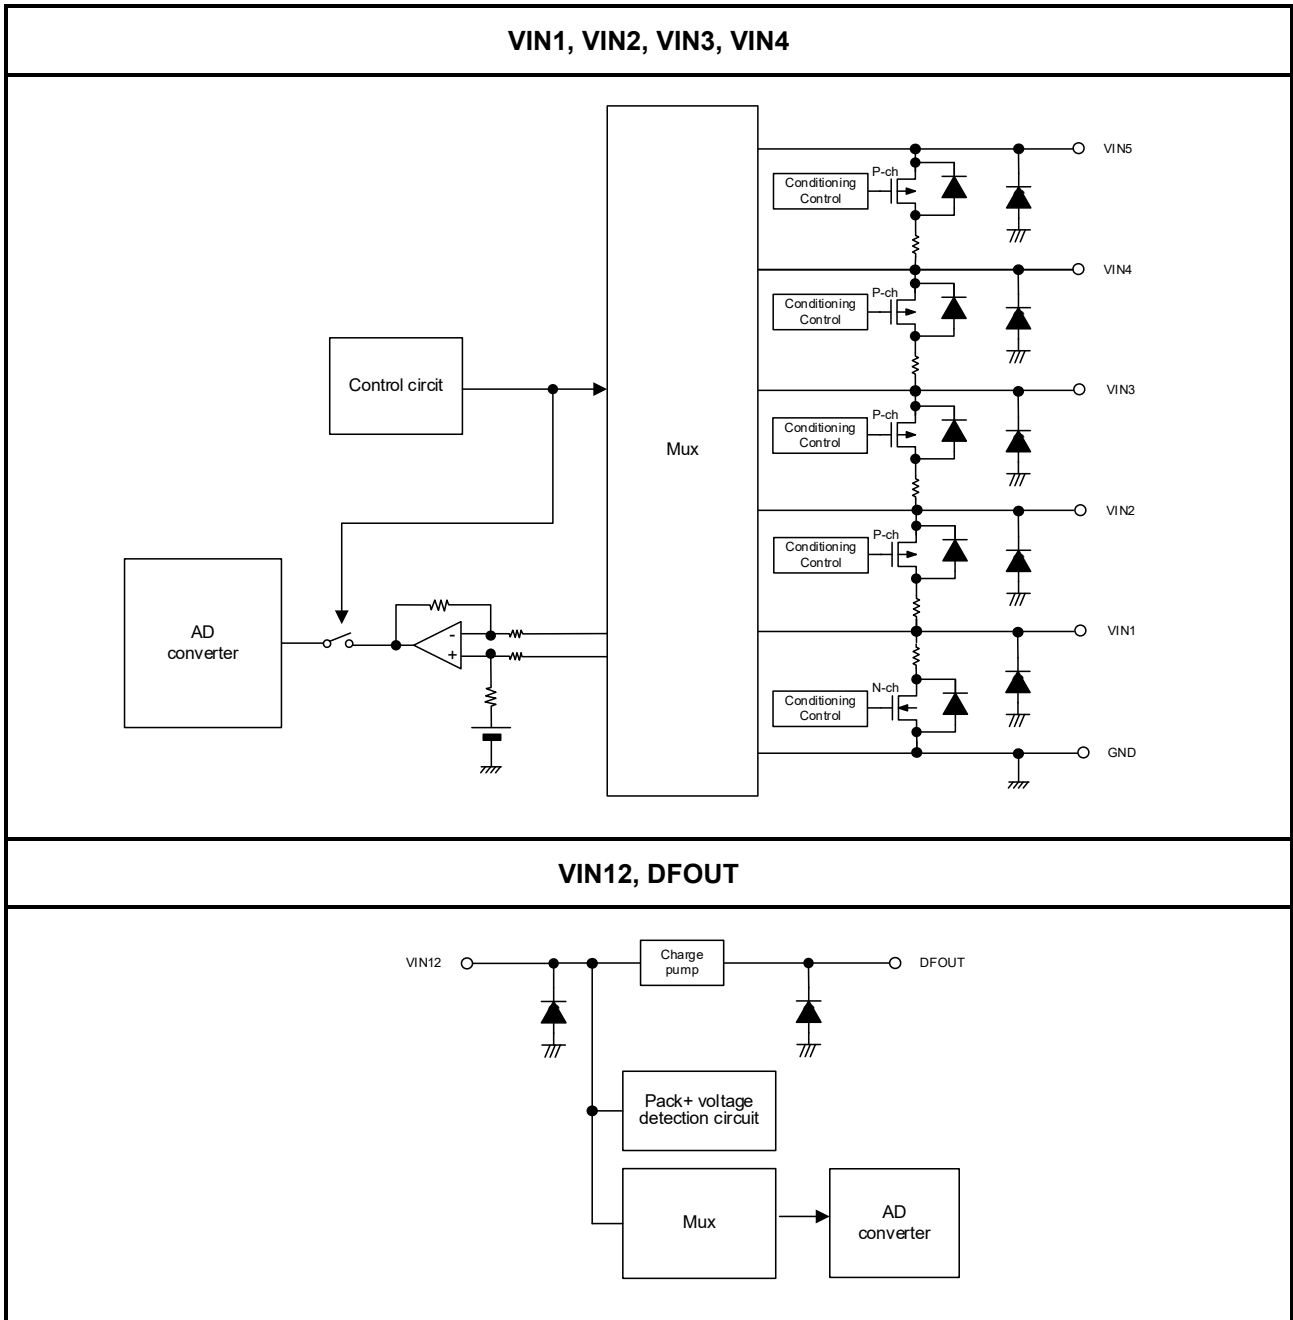 VIN1, VIN2, VIN3, VIN4
VIN5
P-ch
Conditioning
Control
VIN4
P-ch
Conditioning
Control
Control circit
VIN3
P-ch
Conditioning
Control
Mux
VIN2
P-ch
Conditioning
Control
AD
converter
-
+
VIN1
N-ch
Conditioning
Control
GND
VIN12, DFOUT
VIN12
Charge
pump
DFOUT
Pack+ voltage
detection circuit
Mux
AD
converter